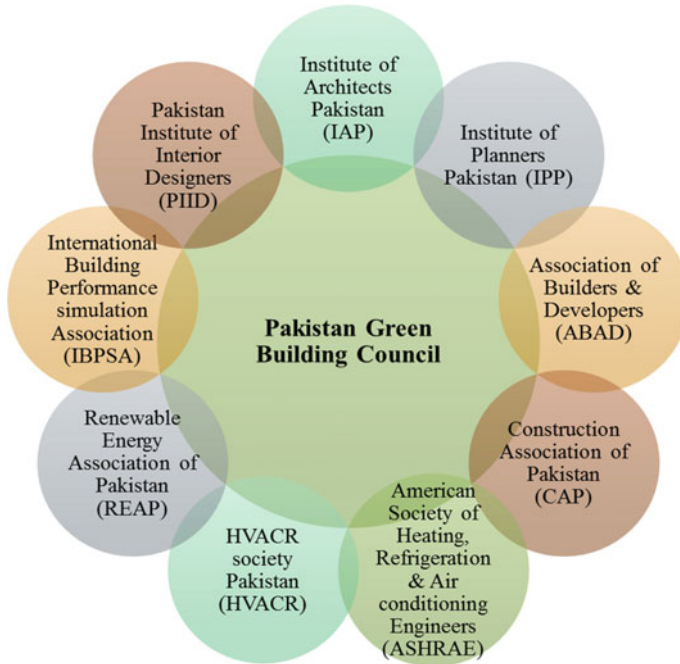 Institute of
Architects
Pakistan
(IAP)
Institute of
Planners
Pakistan (IPP)
Association of
Builders &
Developers
(ABAD)
Construction
Association of
Pakistan
(CAP)
American
Society of
Heating,
Refrigeration
& Air
conditioning
Engineers
(ASHRAE)
HVACR
society
Pakistan
(HVACR)
Renewable
Energy
Association of
Pakistan
(REAP)
International
Building
Performance
simulation
Association
(IBPSA)
Pakistan
Institute of
Interior
Designers
(PIID)
Pakistan Green
Building Council